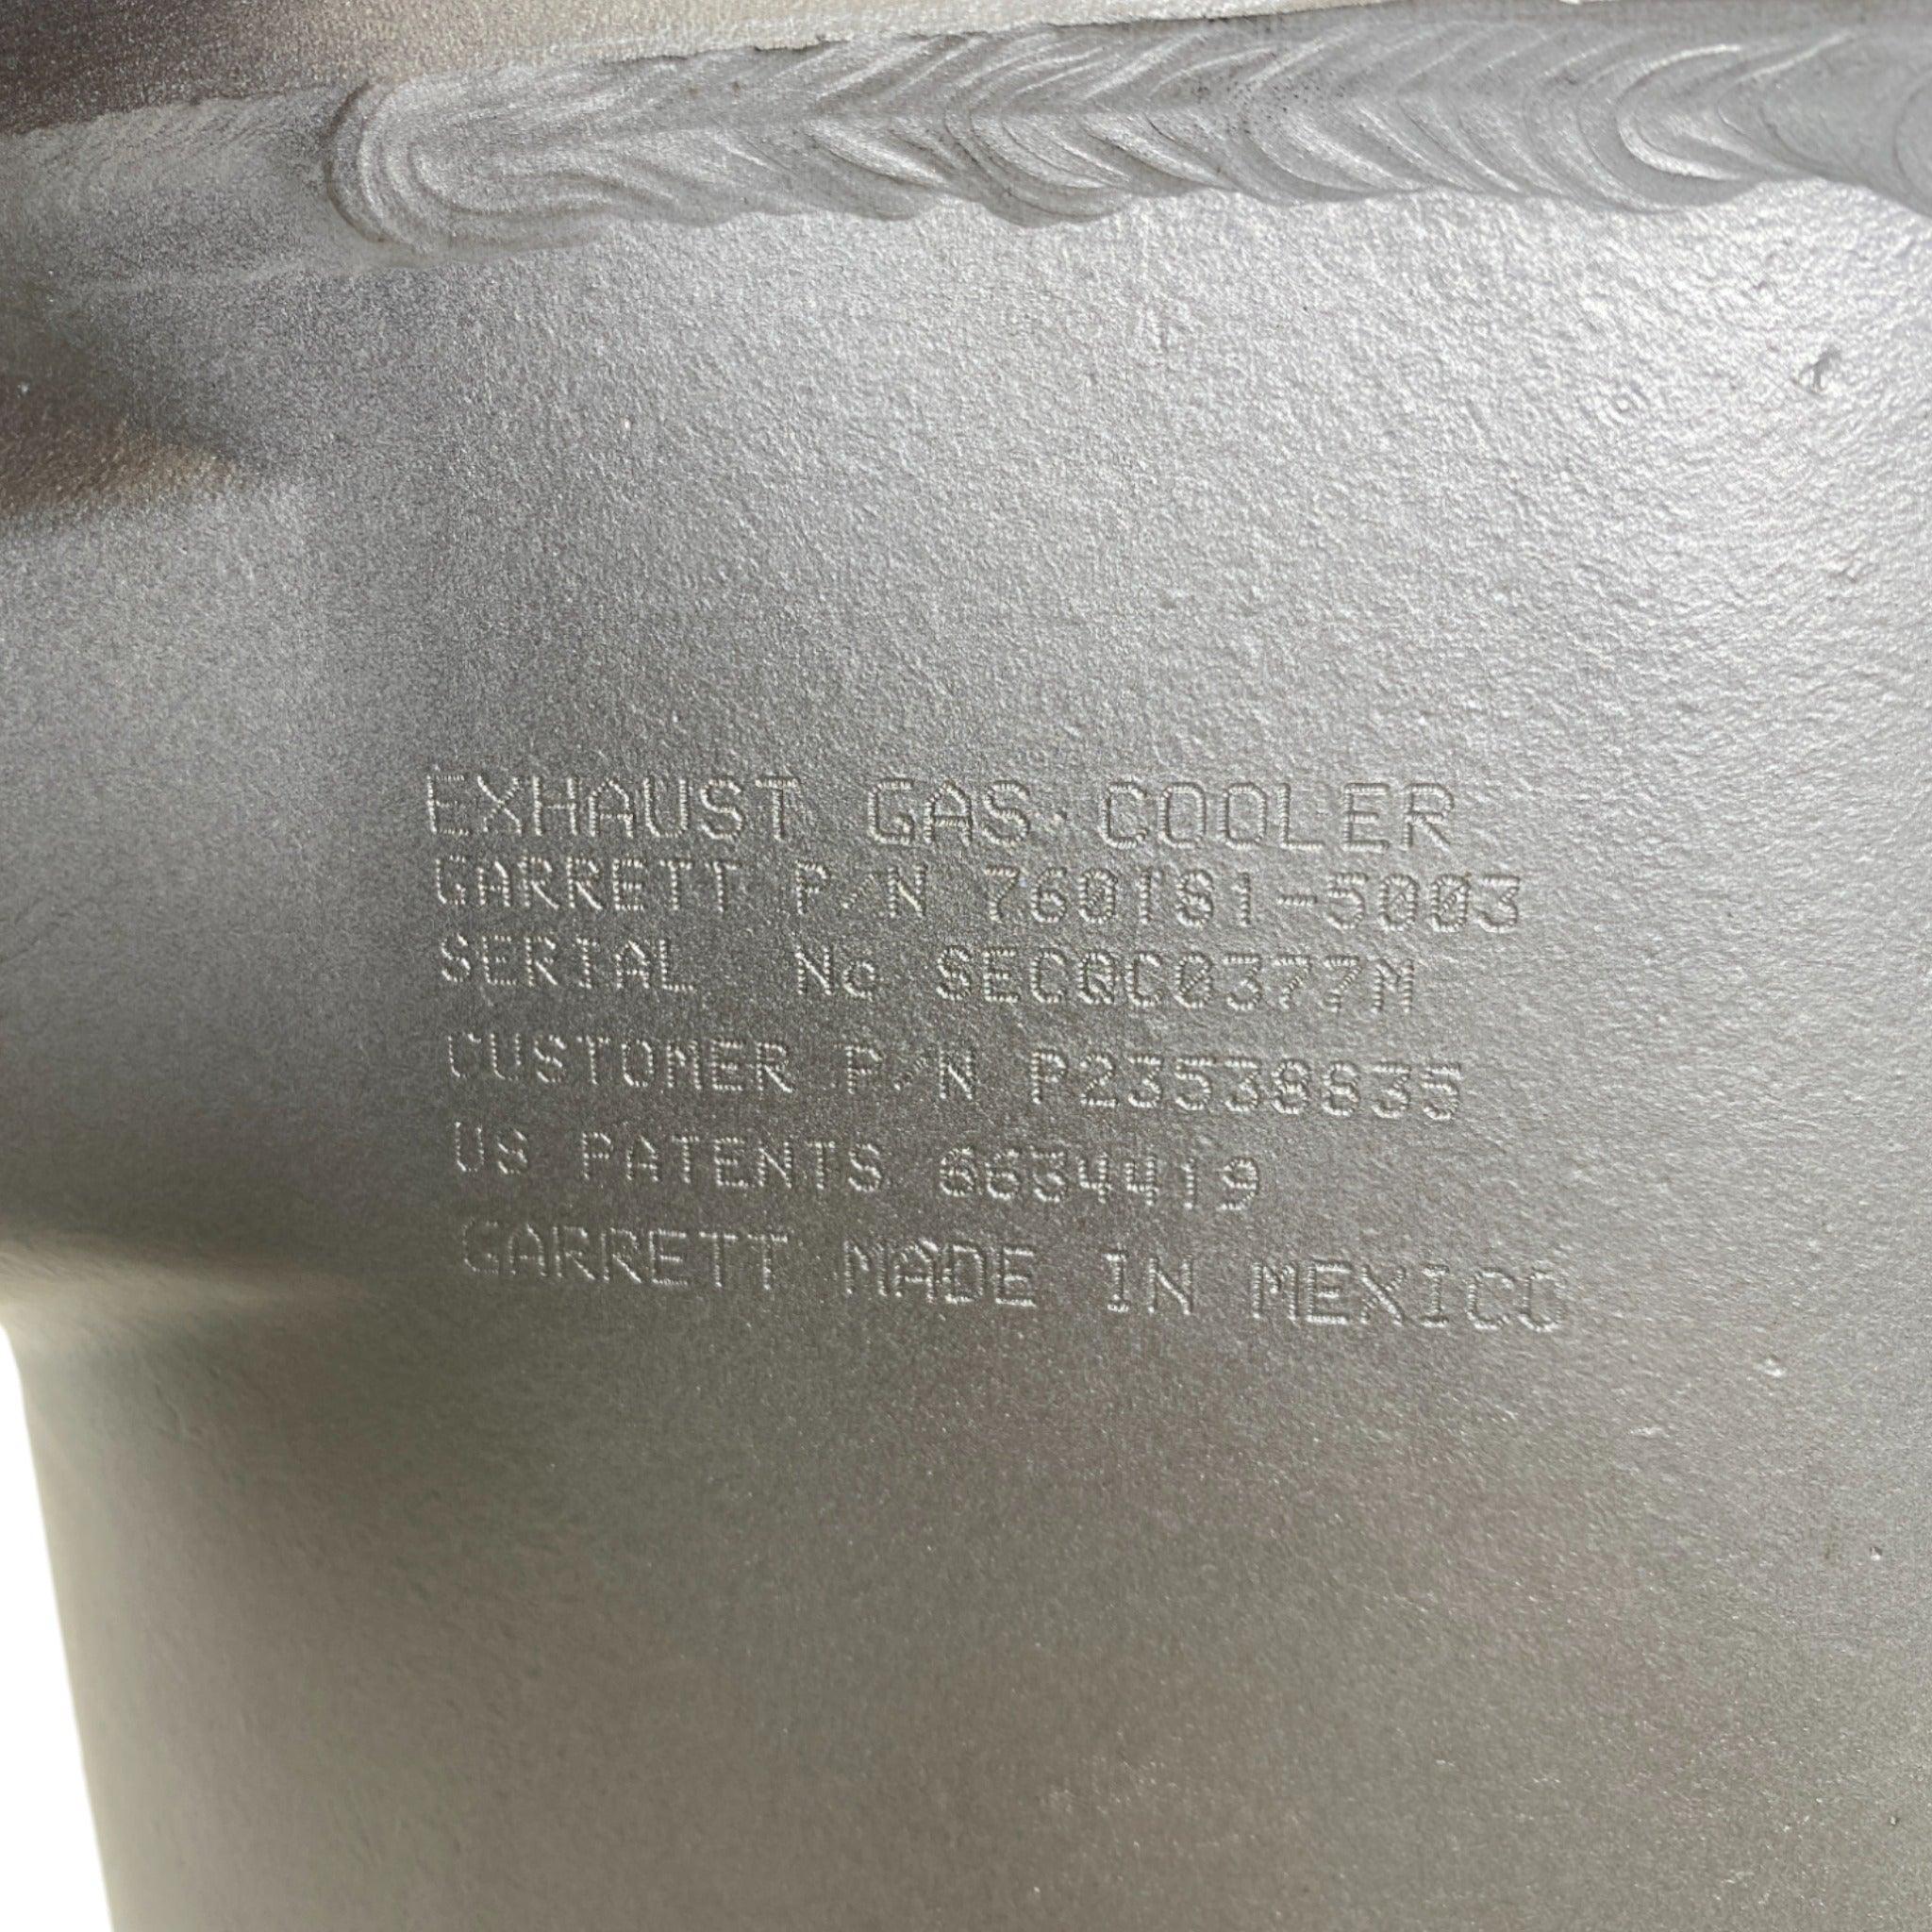 EXHAUST GAS COOLER
GARRETT P/N 760181-5003
SERIAL No SECQC0377M
CUSTOMER P/N P23538835
US PATENTS 6634419
GARRETT MADE IN MEXICO